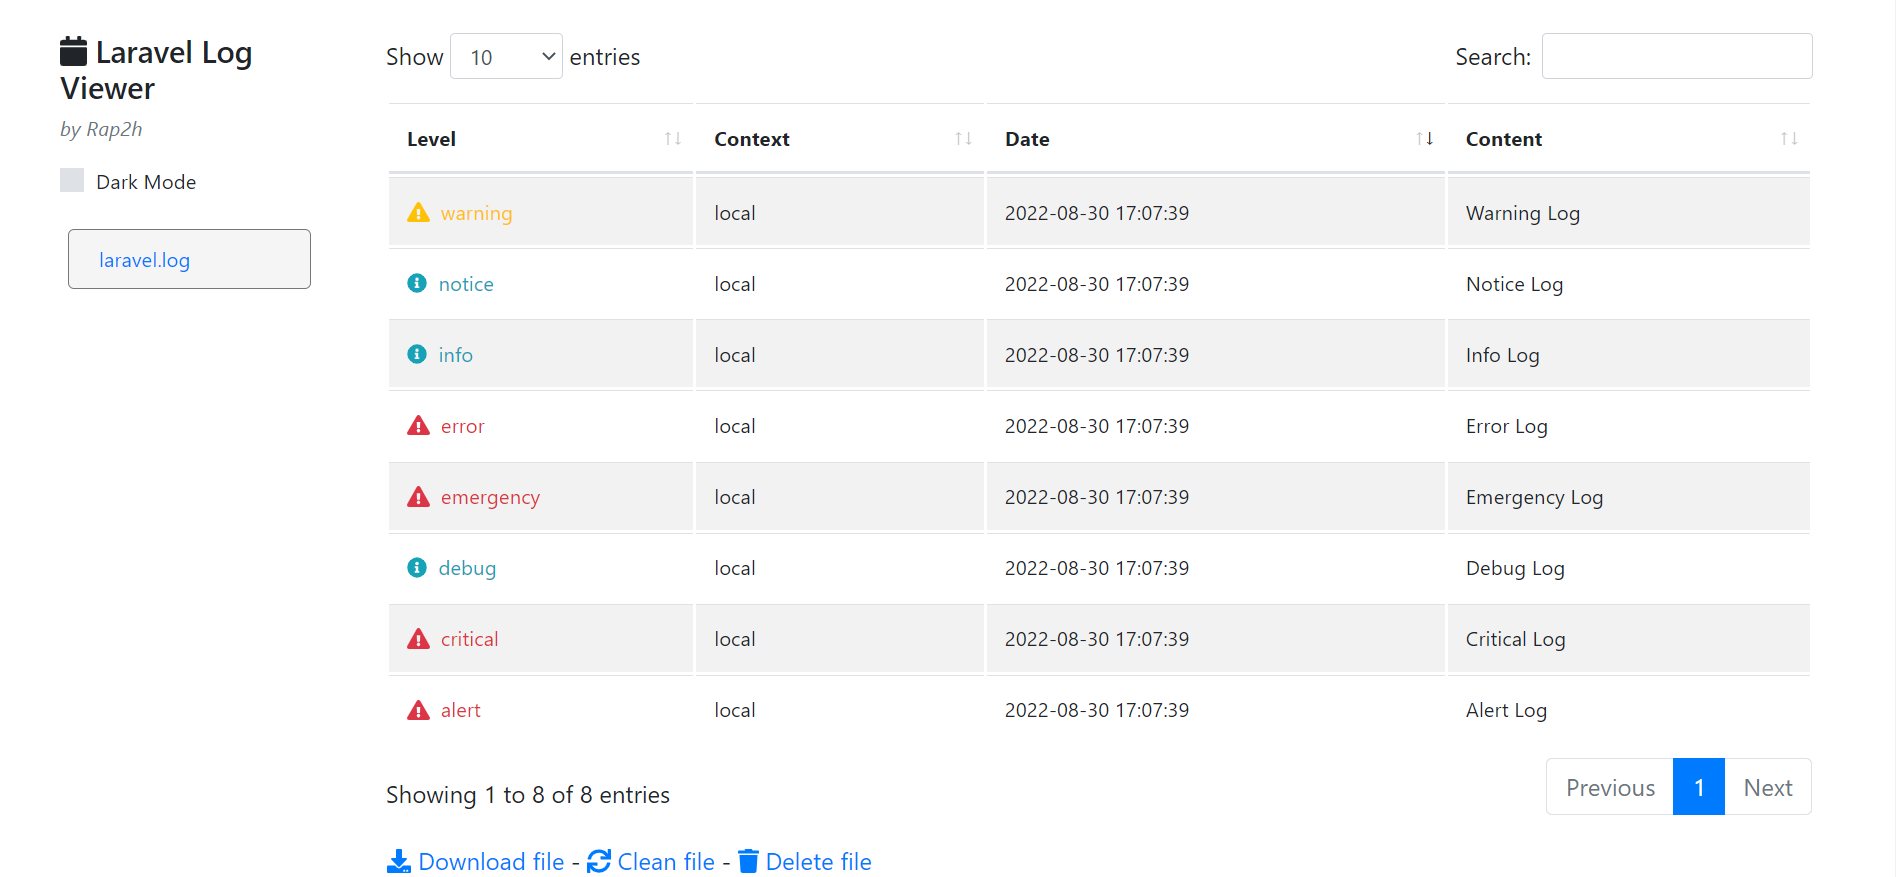 Laravel Log
Viewer
by Rap2h
Dark Mode
laravel.log
Show 10 entries
Search:
Level Context Date Content
warning local 2022-08-30 17:07:39 Warning Log
notice local 2022-08-30 17:07:39 Notice Log
info local 2022-08-30 17:07:39 Info Log
error local 2022-08-30 17:07:39 Error Log
emergency local 2022-08-30 17:07:39 Emergency Log
debug local 2022-08-30 17:07:39 Debug Log
critical local 2022-08-30 17:07:39 Critical Log
alert local 2022-08-30 17:07:39 Alert Log
Showing 1 to 8 of 8 entries
Previous 1 Next
Download file - Clean file - Delete file